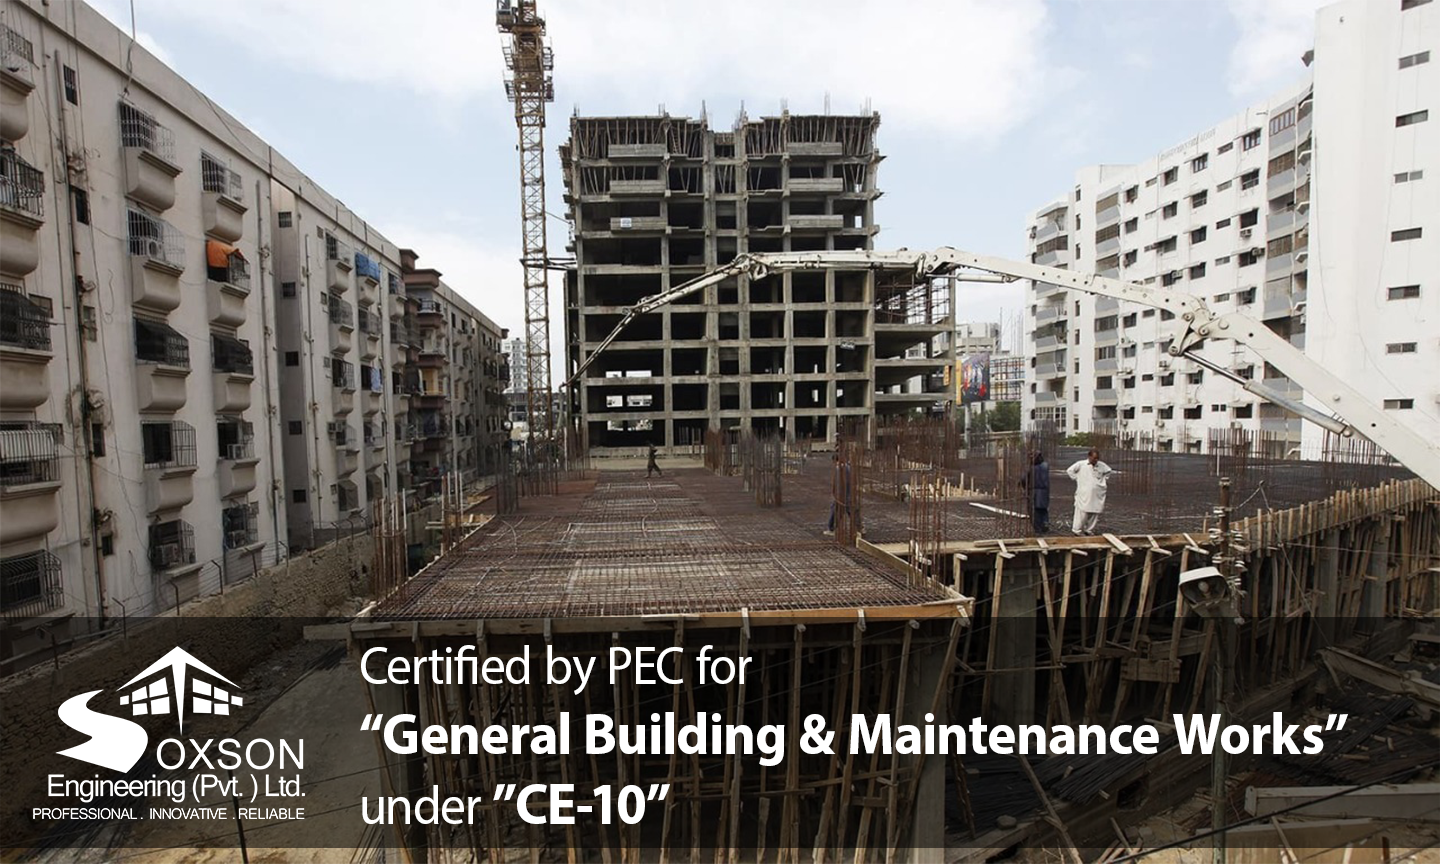 Certified by PEC for
“General Building & Maintenance Works”
under ”CE-10”
SOXSON
Engineering (Pvt. ) Ltd.
PROFESSIONAL . INNOVATIVE . RELIABLE